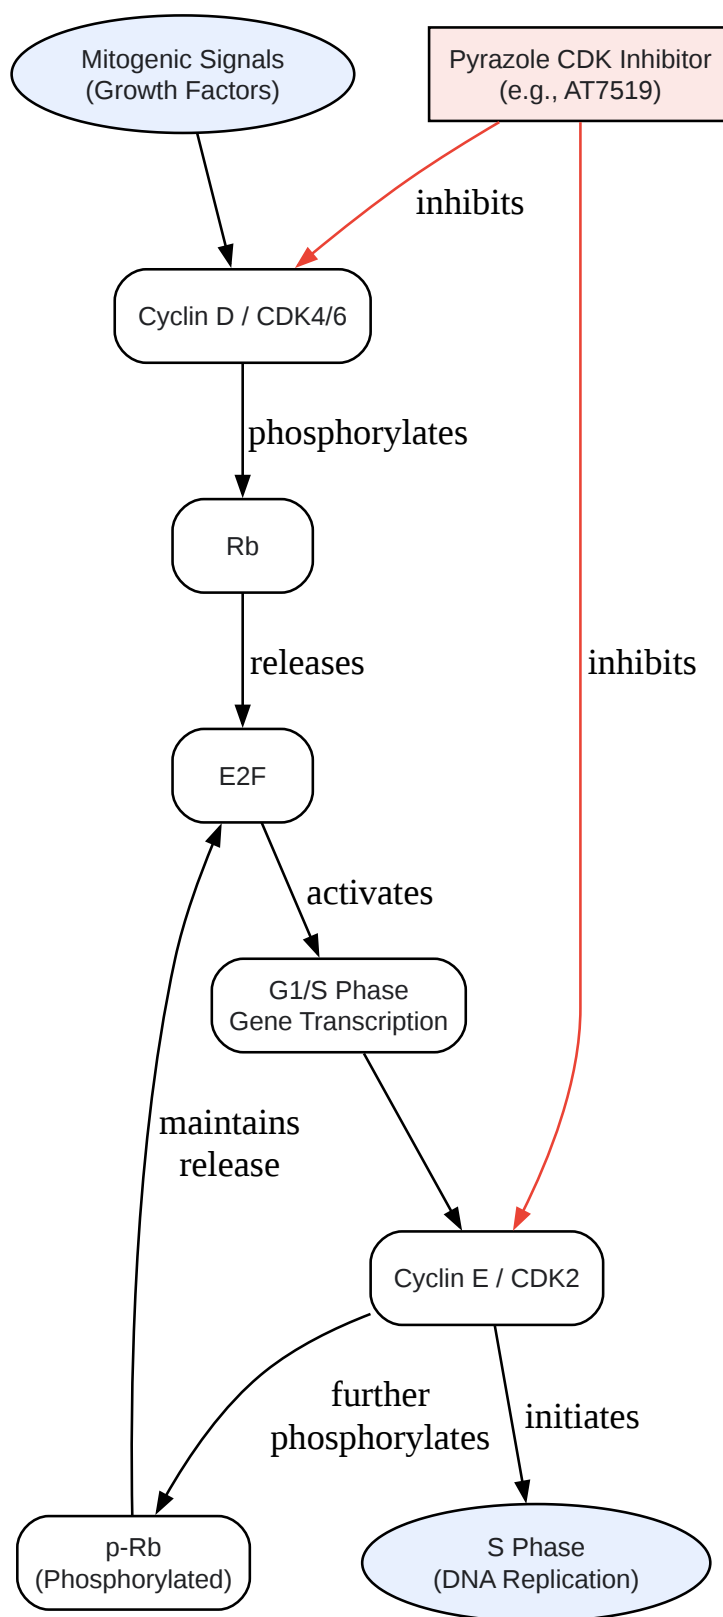 Mitogenic Signals
(Growth Factors)
Pyrazole CDK Inhibitor
(e.g., AT7519)
inhibits
Cyclin D / CDK4/6
phosphorylates
Rb
releases
inhibits
E2F
activates
G1/S Phase
Gene Transcription
maintains
release
Cyclin E / CDK2
further
phosphorylates
initiates
p-Rb
(Phosphorylated)
S Phase
(DNA Replication)